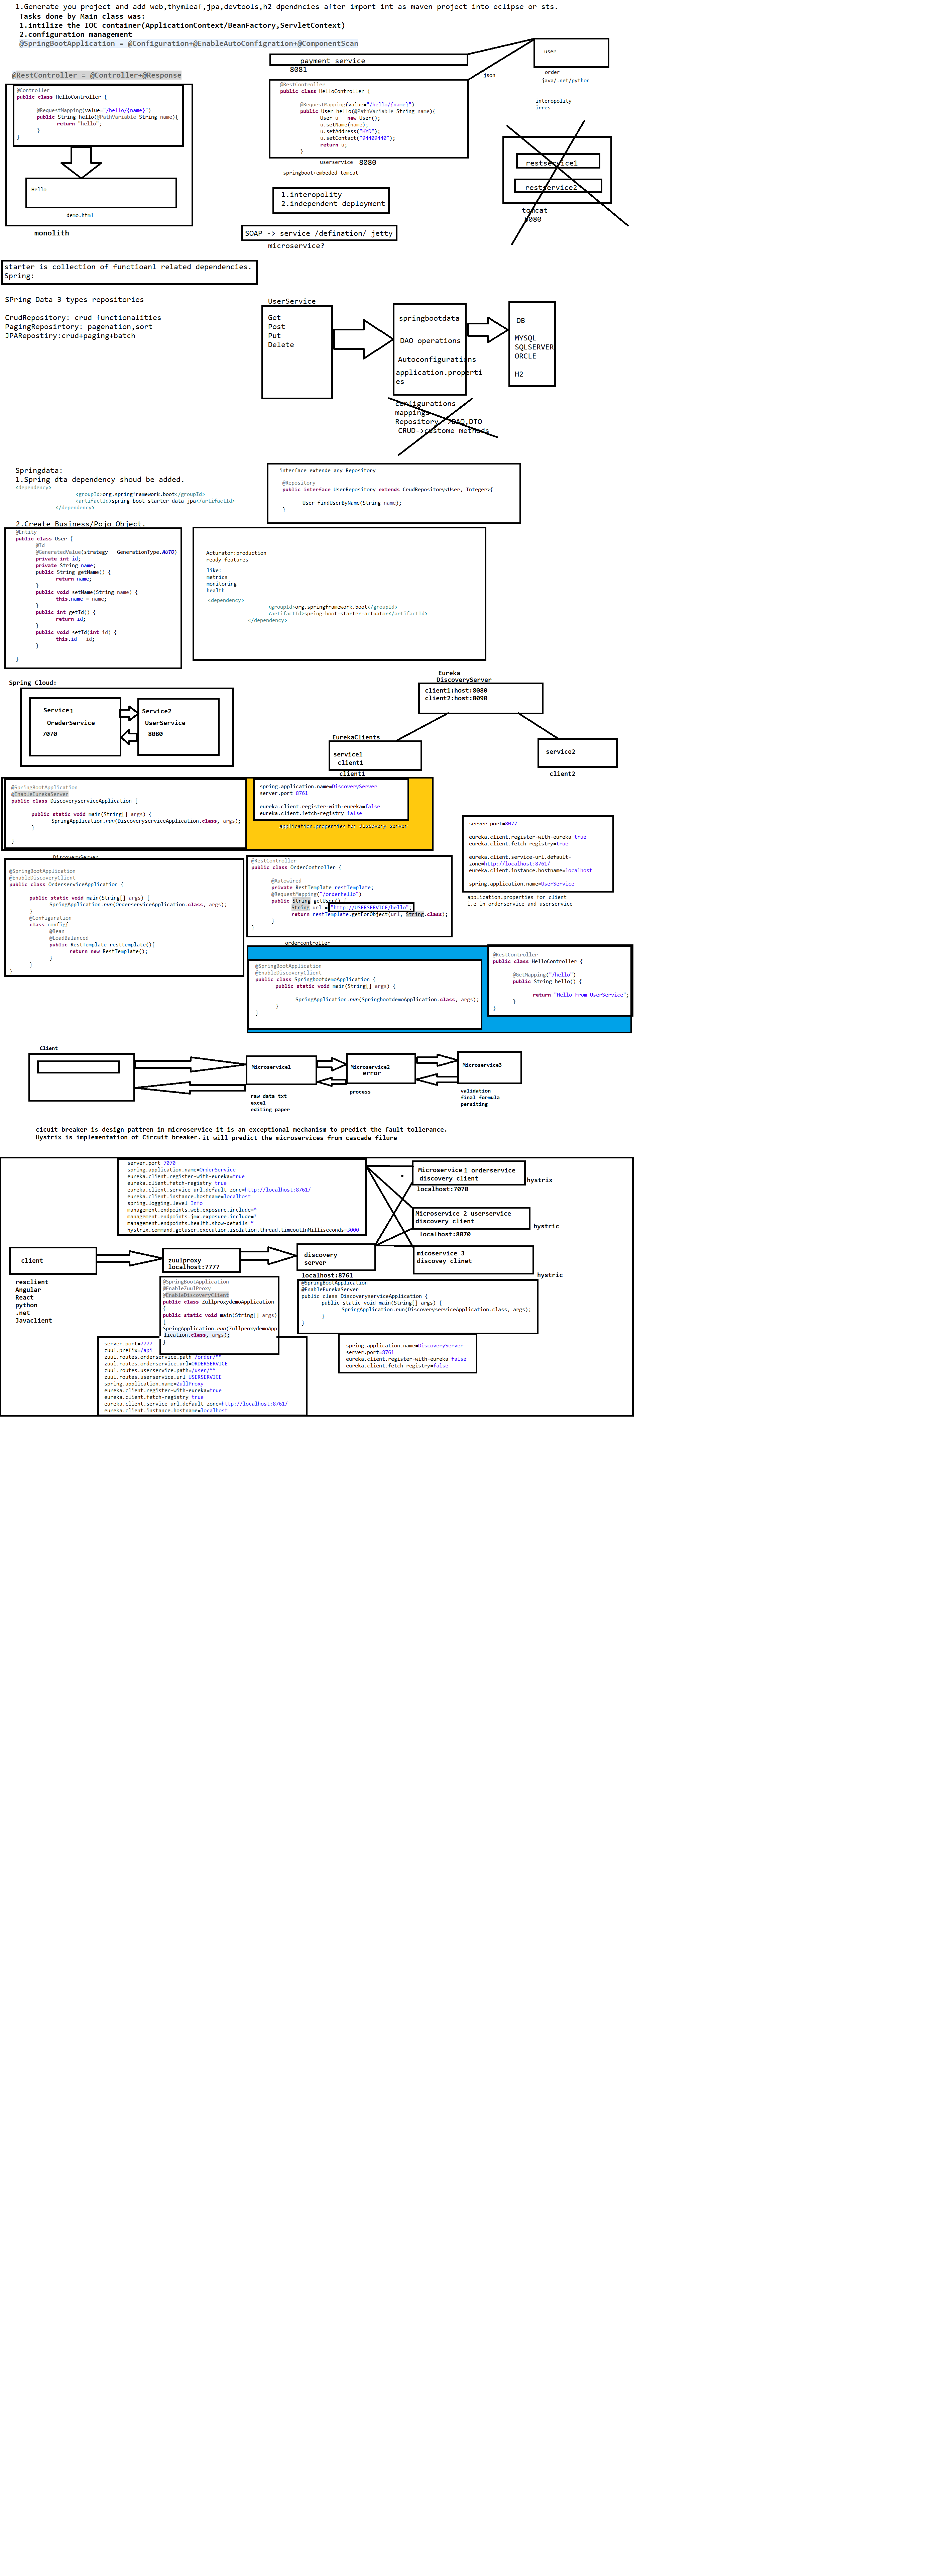 1.Generate you project and add web,thymleaf,jpa,devtools,h2 dpendncies after import int as maven project into eclipse or sts.
Tasks done by Main class was:
1.intilize the IOC container(ApplicationContext/BeanFactory,ServletContext)
2.configuration management
@SpringBootApplication = @Configuration+@EnableAutoConfigration+@ComponentScan
@RestController = @Controller+@Response
@Controller
public class HelloController {
@RequestMapping(value="/hello/{name}")
public String hello(@PathVariable String name){
return "hello";
}
}
Hello
demo.html
monolith
payment service
8081
@RestController
public class HelloController {
@RequestMapping(value="/hello/{name}")
public User hello(@PathVariable String name){
User u = new User();
u.setName(name);
u.setAddress("HYD");
u.setContact("94409440");
return u;
}
userservice 8080
springboot+embeded tomcat
json
user
order
java/.net/python
interopolity
irres
restservice1
restservice2
tomcat
8080
1.interopolity
2.independent deployment
SOAP -> service /defination/ jetty
microservice?
starter is collection of functioanl related dependencies.
Spring:
SPring Data 3 types repositories
CrudRepository: crud functionalities
PagingReposirtory: pagenation,sort
JPARepostiry:crud+paging+batch
UserService
Get
Post
Put
Delete
springbootdata
DAO operations
Autoconfigurations
application.properti
es
DB
MYSQL
SQLSERVER
ORCLE
H2
configurations
mappings
Repository ->DAO,DTO
CRUD->custome methods
Springdata:
1.Spring dta dependency shoud be added.
<dependency>
<groupId>org.springframework.boot</groupId>
<artifactId>spring-boot-starter-data-jpa</artifactId>
</dependency>
2.Create Business/Pojo Object.
@Entity
public class User {
@Id
@GeneratedValue(strategy = GenerationType.AUTO)
private int id;
private String name;
public String getName() {
return name;
}
public void setName(String name) {
this.name = name;
}
public int getId() {
return id;
}
public void setId(int id) {
this.id = id;
}
}
interface extende any Repository
@Repository
public interface UserRepository extends CrudRepository<User, Integer>{
User findUserByName(String name);
}
Acturator:production
ready features
like:
metrics
monitoring
health
<dependency>
<groupId>org.springframework.boot</groupId>
<artifactId>spring-boot-starter-actuator</artifactId>
</dependency>
Spring Cloud:
Service1
OrederService
7070
Service2
UserService
8080
Eureka
DiscoveryServer
client1:host:8080
client2:host:8090
EurekaClients
service1
client1
client1
service2
client2
@SpringBootApplication
@EnableEurekaServer
public class DiscoveryserviceApplication {
public static void main(String[] args) {
SpringApplication.run(DiscoveryserviceApplication.class, args);
}
}
DiscoveryServer
spring.application.name=DiscoveryServer
server.port=8761
eureka.client.register-with-eureka=false
eureka.client.fetch-registry=false
application.properties for discovery server
server.port=8077
eureka.client.register-with-eureka=true
eureka.client.fetch-registry=true
eureka.client.service-url.default-
zone=http://localhost:8761/
eureka.client.instance.hostname=localhost
spring.application.name=UserService
application.properties for client
i.e in orderservice and userservice
@SpringBootApplication
@EnableDiscoveryClient
public class OrderserviceApplication {
public static void main(String[] args) {
SpringApplication.run(OrderserviceApplication.class, args);
}
@Configuration
class config{
@Bean
@LoadBalanced
public RestTemplate resttemplate(){
return new RestTemplate();
}
}
}
@RestController
public class OrderController {
@Autowired
private RestTemplate restTemplate;
@RequestMapping("/orderhello")
public String getUser() {
String url = "http://USERSERVICE/hello";
return restTemplate.getForObject(url, String.class);
}
}
ordercontroller
@SpringBootApplication
@EnableDiscoveryClient
public class SpringbootdemoApplication {
public static void main(String[] args) {
SpringApplication.run(SpringbootdemoApplication.class, args);
}
}
@RestController
public class HelloController {
@GetMapping("/hello")
public String hello() {
return "Hello from UserService";
}
}
Client
Microservice1
raw data txt
excel
editing paper
Microservice2
error
process
Microservice3
validation
final formula
persiting
cicuit breaker is design pattren in microservice it is an exceptional mechanism to predict the fault tollerance.
Hystrix is implementation of Circuit breaker.it will predict the microservices from cascade filure
server.port=7070
spring.application.name=OrderService
eureka.client.register-with-eureka=true
eureka.client.fetch-registry=true
eureka.client.service-url.default-zone=http://localhost:8761/
eureka.client.instance.hostname=localhost
spring.logging.level=Info
management.endpoints.web.exposure.include=*
management.endpoints.jmx.exposure.include=*
management.endpoints.health.show-details=*
hystrix.command.getuser.execution.isolation.thread.timeoutInMilliseconds=3000
Microservice 1 orderservice
discovery client
localhost:7070
hystrix
Microservice 2 userservice
discovery client
localhost:8070
hystric
micoservice 3
discovey clinet
hystric
client
resclient
Angular
React
python
.net
Javaclient
zuulproxy
localhost:7777
discovery
server
localhost:8761
@SpringBootApplication
@EnableZuulProxy
@EnableDiscoveryClient
public class ZullproxydemoApplication
{
public static void main(String[] args)
{
SpringApplication.run(ZullproxydemoApp
lication.class, args);
}
@SpringBootApplication
@EnableEurekaServer
public class DiscoveryserviceApplication {
public static void main(String[] args) {
SpringApplication.run(DiscoveryserviceApplication.class, args);
}
}
server.port=7777
zuul.prefix=/api
zuul.routes.orderservice.path=/order/**
zuul.routes.orderservice.url=ORDERSERVICE
zuul.routes.userservice.path=/user/**
zuul.routes.userservice.url=USERSERVICE
spring.application.name=ZullProxy
eureka.client.register-with-eureka=true
eureka.client.fetch-registry=true
eureka.client.service-url.default-zone=http://localhost:8761/
eureka.client.instance.hostname=localhost
spring.application.name=DiscoveryServer
server.port=8761
eureka.client.register-with-eureka=false
eureka.client.fetch-registry=false